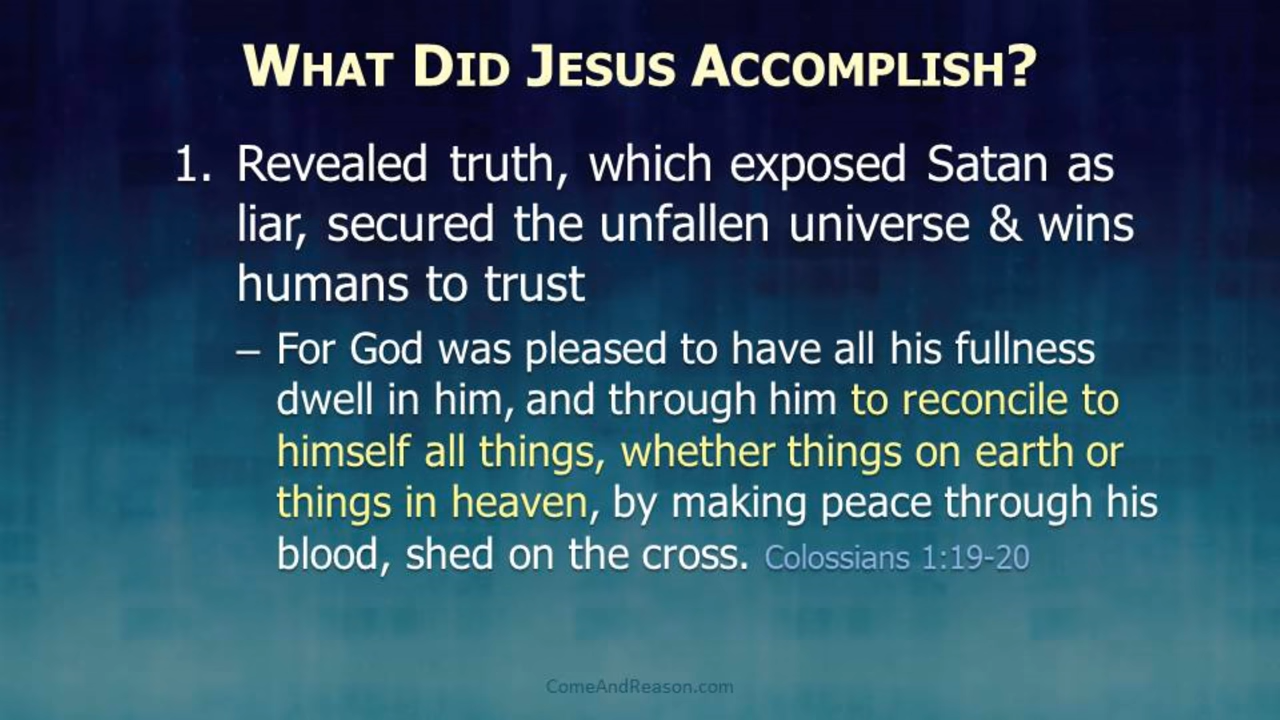 WHAT DID JESUS ACCOMPLISH?
1. Revealed truth, which exposed Satan as
liar, secured the unfallen universe & wins
humans to trust
– For God was pleased to have all his fullness
dwell in him, and through him to reconcile to
himself all things, whether things on earth or
things in heaven, by making peace through his
blood, shed on the cross. Colossians 1:19-20
ComeAndReason.com